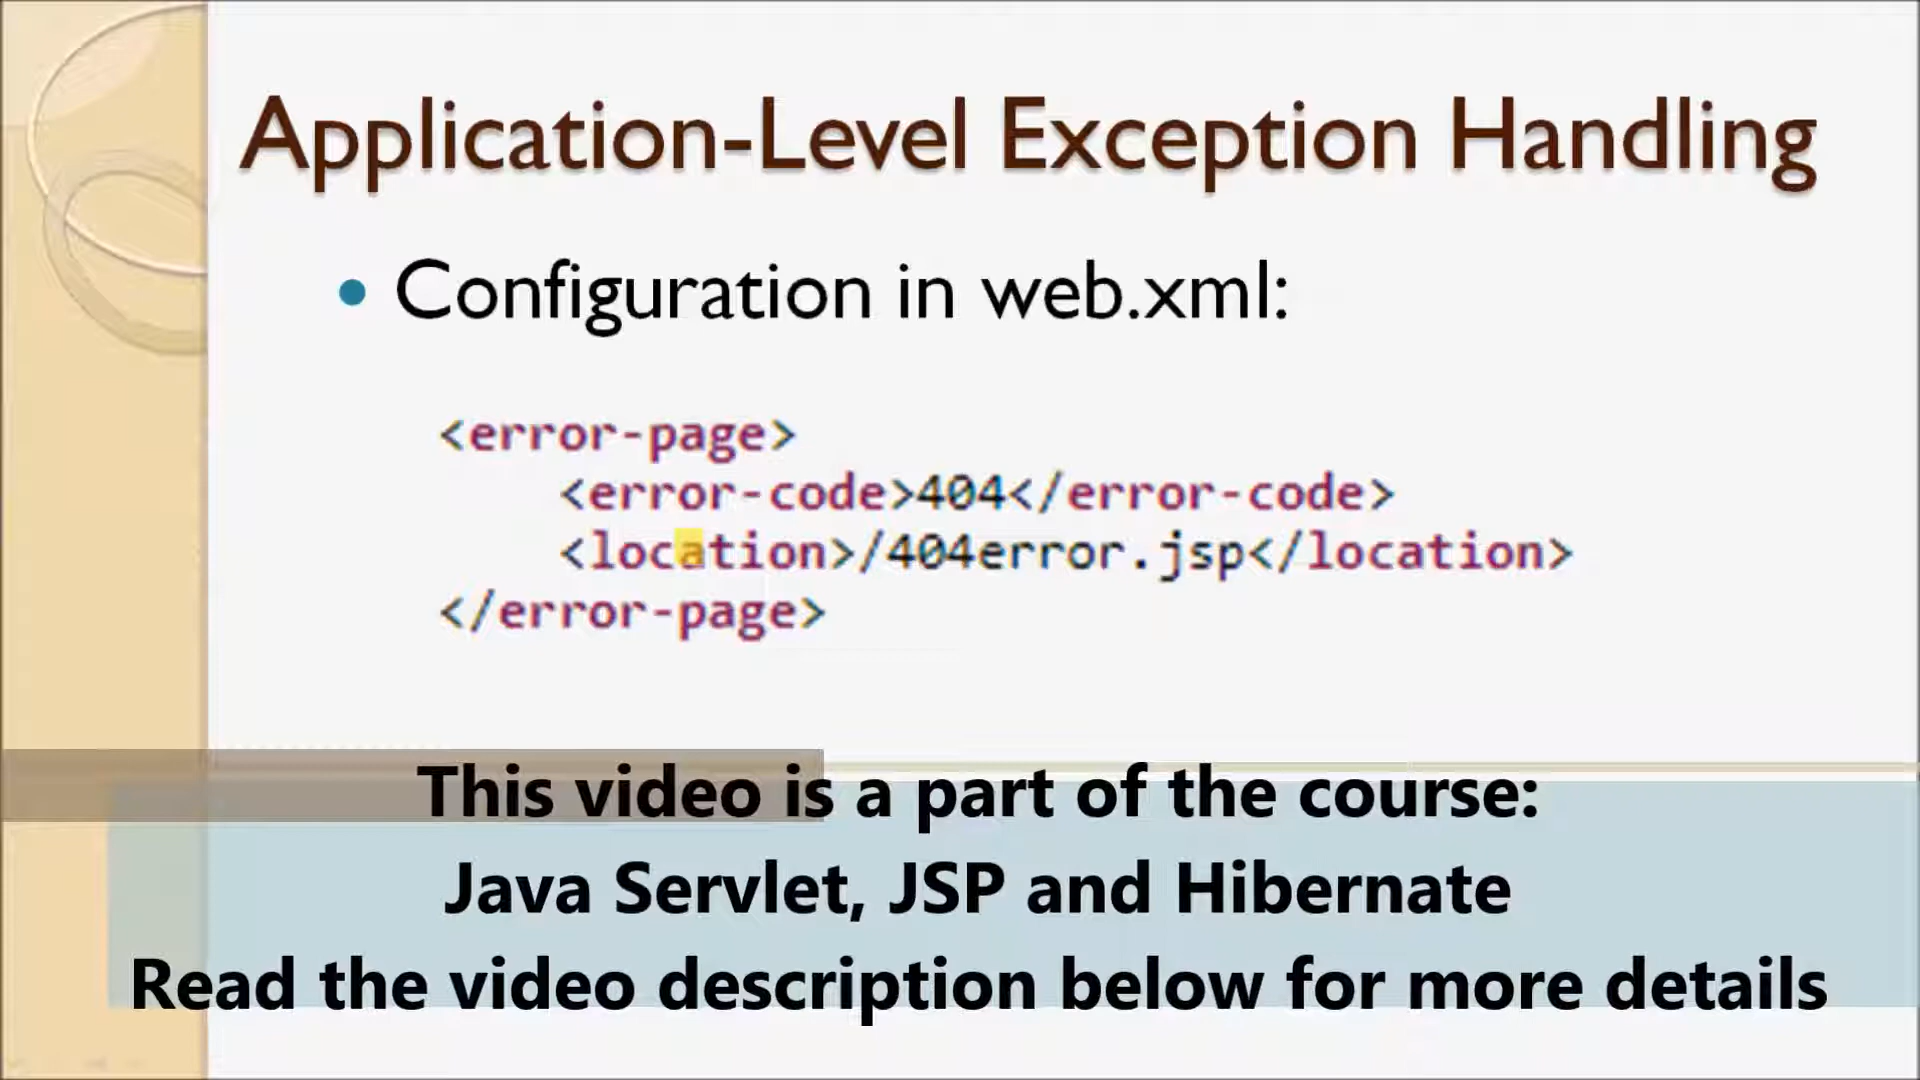 Application-Level Exception Handling
• Configuration in web.xml:
<error-page>
<error-code>404</error-code>
<location>/404error.jsp</location>
</error-page>
This video is a part of the course:
Java Servlet, JSP and Hibernate
Read the video description below for more details